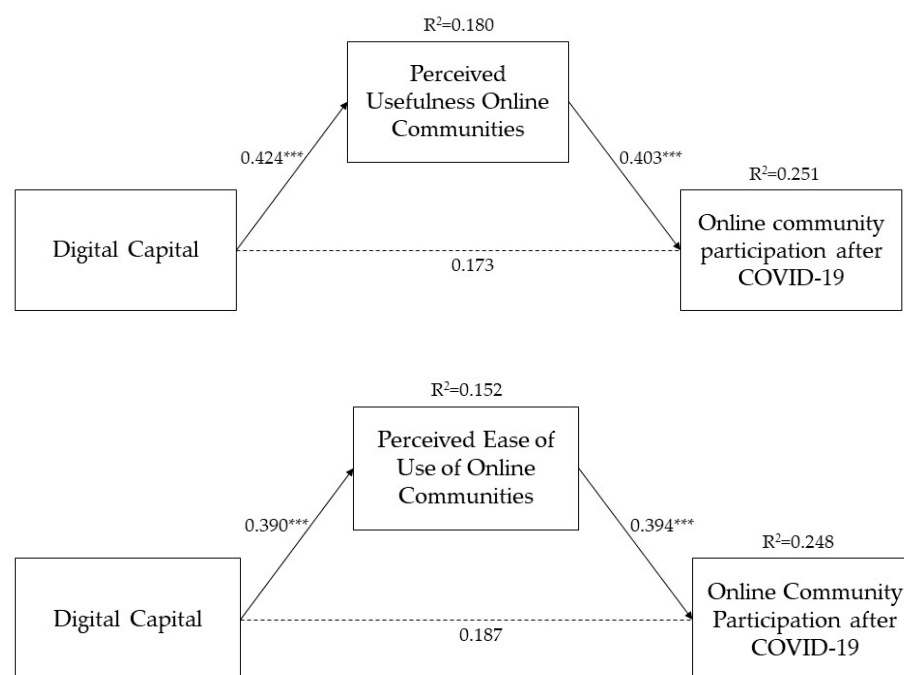 R²=0.180
Perceived
Usefulness Online
Communities
0.424***
0.403***
R²=0.251
Digital Capital
Online community
participation after
COVID-19
0.173
R²=0.152
Perceived Ease of
Use of Online
Communities
0.390***
0.394***
R²=0.248
Digital Capital
Online Community
Participation after
COVID-19
0.187